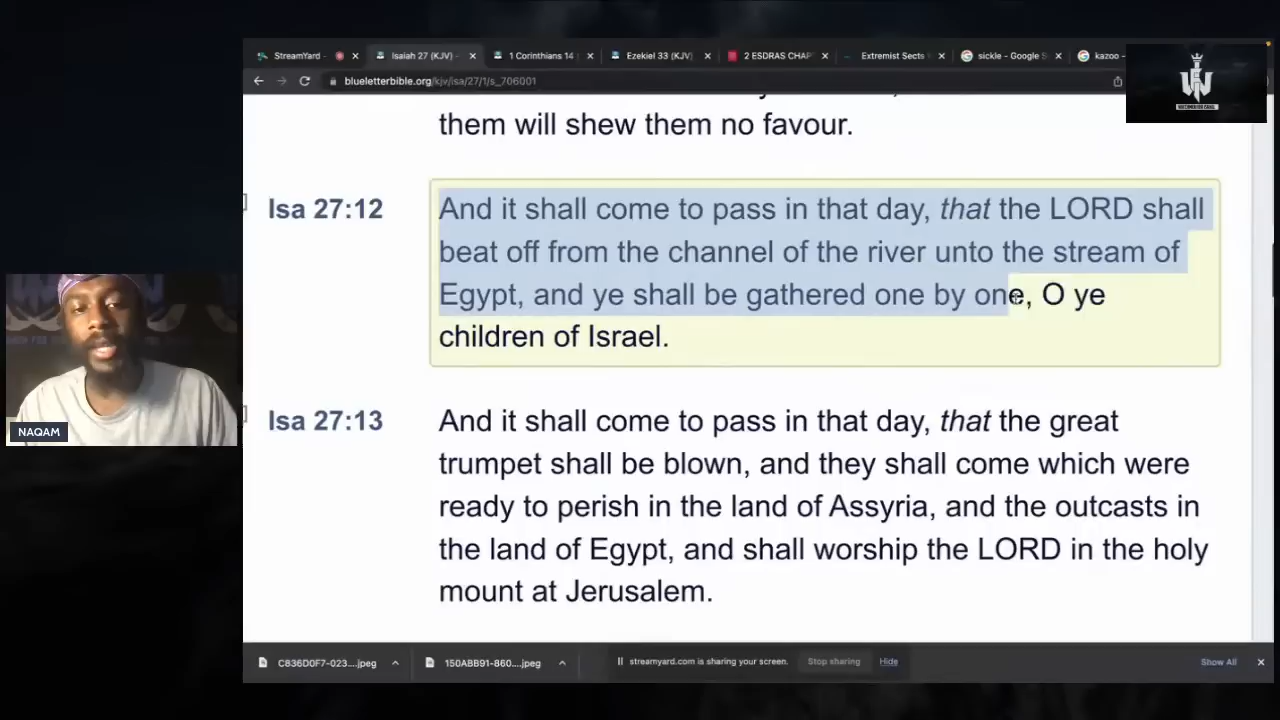 StreamYard -
Isaiah 27 (KJV) -
1 Corinthians 14
Ezekiel 33 (KJV)
2 ESDRAS CHAP
Extremist Sects
sickle - Google S
kazoo -
blueletterbible.org/kjv/isa/27/1/s_706001
them will shew them no favour.
Isa 27:12
And it shall come to pass in that day, that the LORD shall
beat off from the channel of the river unto the stream of
Egypt, and ye shall be gathered one by one, O ye
children of Israel.
Isa 27:13
And it shall come to pass in that day, that the great
trumpet shall be blown, and they shall come which were
ready to perish in the land of Assyria, and the outcasts in
the land of Egypt, and shall worship the LORD in the holy
mount at Jerusalem.
NAQAM
C836D0F7-023....jpeg
150ABB91-860....jpeg
streamyard.com is sharing your screen.
Stop sharing
Hide
Show All